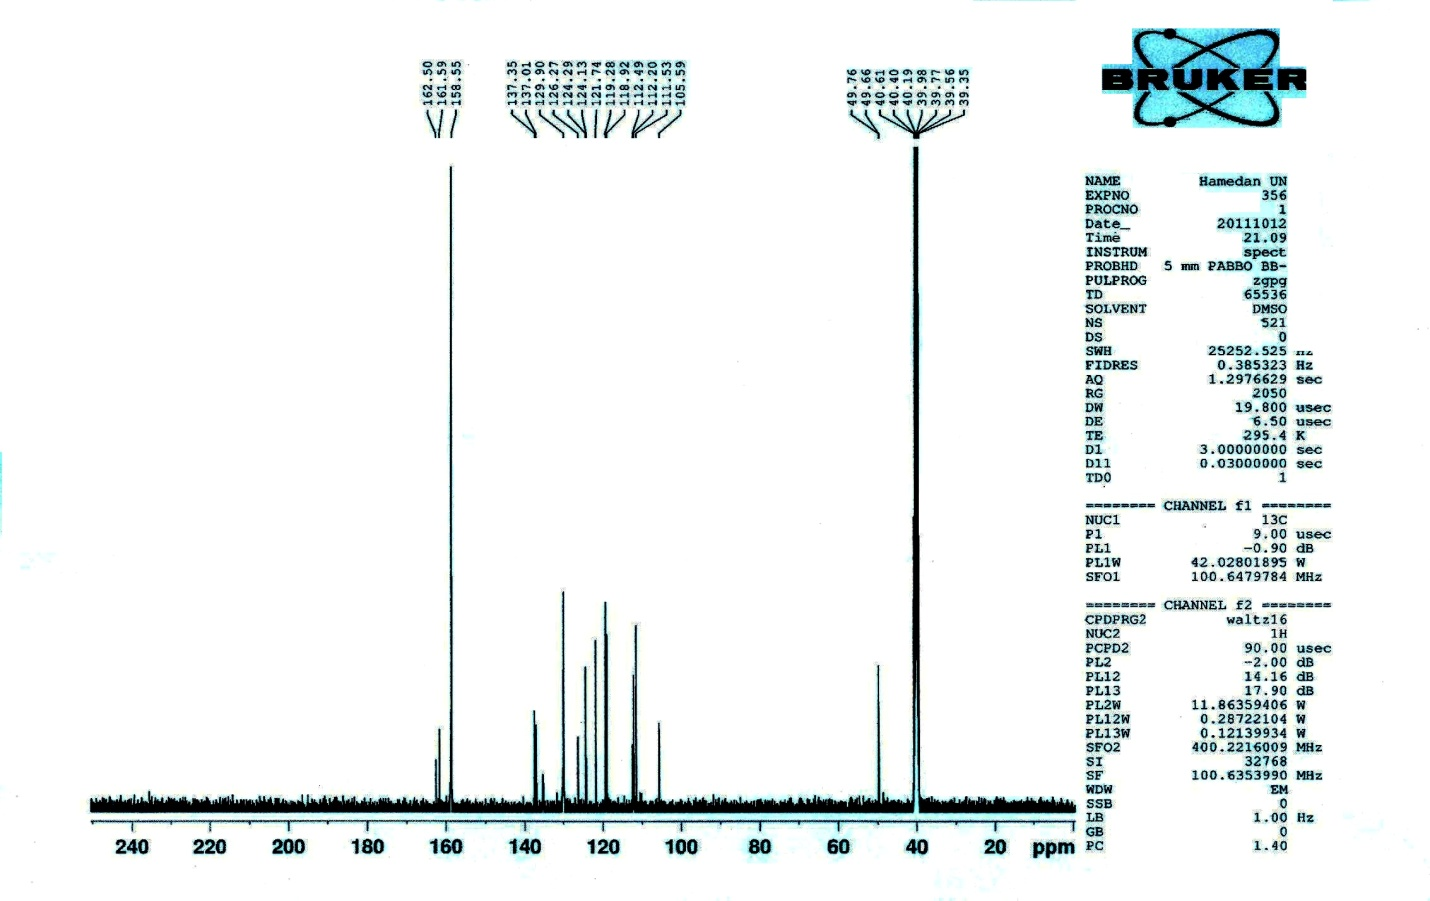 162.50
161.59
158.55
137.35
137.01
129.90
126.27
124.29
124.13
121.74
119.28
118.92
112.49
112.20
111.53
105.59
49.76
49.66
40.61
40.40
40.19
39.98
39.77
39.56
39.35
BRUKER
NAME Hamedan UN
EXPNO 356
PROCNO 1
Date_ 20111012
Time 21.09
INSTRUM spect
PROBHD 5 mm PABBO BB-
PULPROG zgpg
TD 65536
SOLVENT DMSO
NS 521
DS 0
SWH 25252.525
FIDRES 0.385323 Hz
AQ 1.2976629 sec
RG 2050
DW 19.800 usec
DE 6.50 usec
TE 295.4 K
D1 3.00000000 sec
D11 0.03000000 sec
TD0 1
======== CHANNEL f1 ========
NUC1 13C
P1 9.00 usec
PL1 -0.90 dB
PL1W 42.02801895 W
SFO1 100.6479784 MHz
======== CHANNEL f2 ========
CPDPRG2 waltz16
NUC2 1H
PCPD2 90.00 usec
PL2 -2.00 dB
PL12 14.16 dB
PL13 17.90 dB
PL2W 11.86359406 W
PL12W 0.28722104 W
PL13W 0.12139934 W
SFO2 400.2216009 MHz
SI 32768
SF 100.6353990 MHz
WDW EM
SSB 0
LB 1.00 Hz
GB 0
PC 1.40
240 220 200 180 160 140 120 100 80 60 40 20 ppm